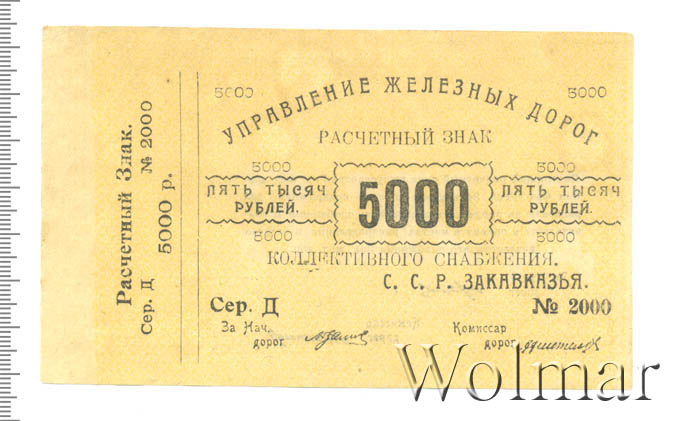 Расчетный Знак.
Сер. Д № 2000
5000 р.
5000 5000
УПРАВЛЕНИЕ ЖЕЛЕЗНЫХ ДОРОГ
РАСЧЕТНЫЙ ЗНАК
5000 5000
ПЯТЬ ТЫСЯЧ РУБЛЕЙ.
5000
ПЯТЬ ТЫСЯЧ РУБЛЕЙ.
5000 5000
КОЛЛЕКТИВНОГО СНАБЖЕНИЯ.
С. С. Р. ЗАКАВКАЗЬЯ.
Сер. Д № 2000
За Нач. дорог
Комиссар дорог
Wolmar